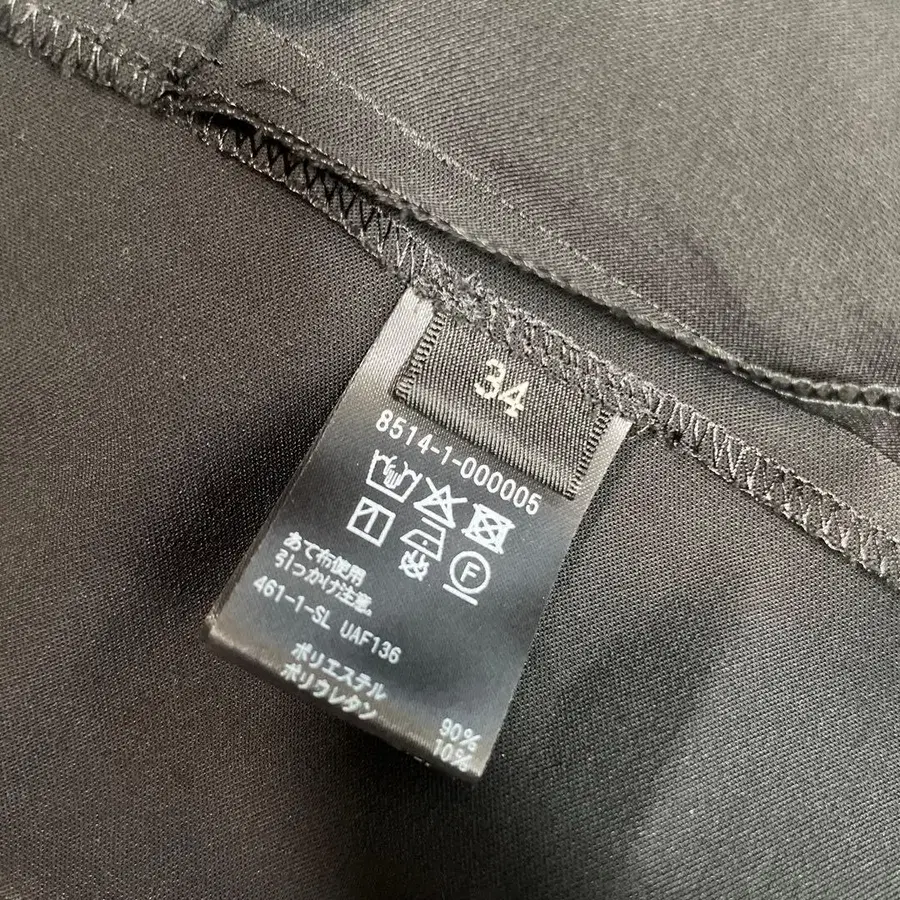 34
8514-1-000005
F
あて布使用
引っかけ注意。
461-1-SL UAF136
ポリエステル 90%
ポリウレタン 10%